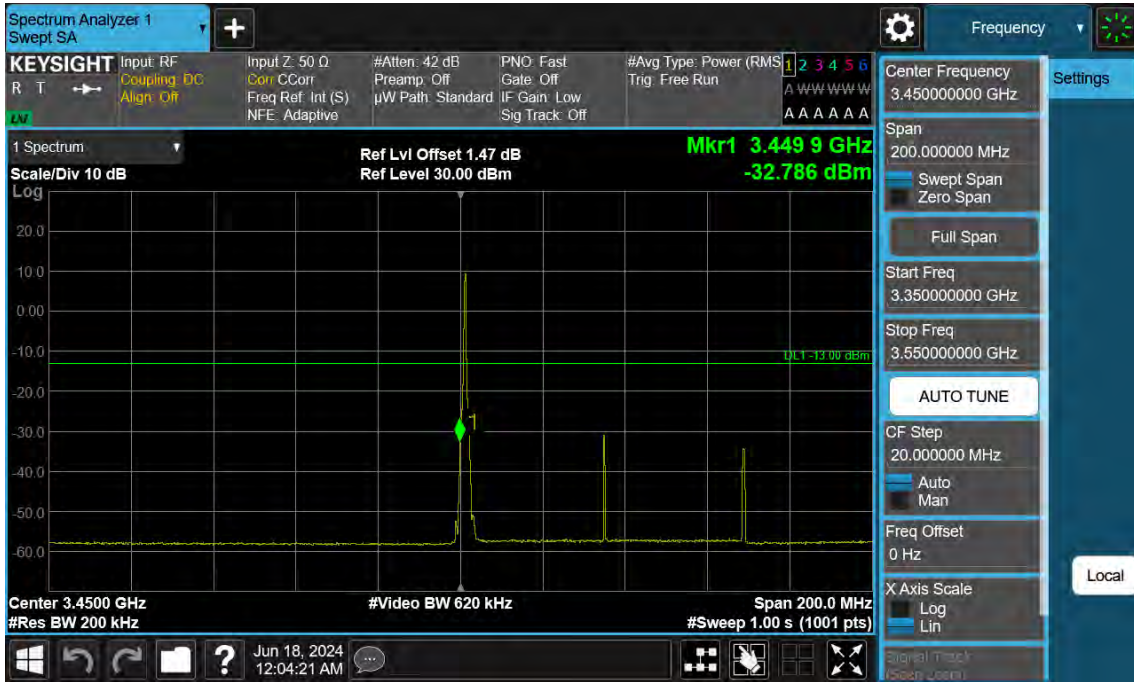 Spectrum Analyzer 1
Swept SA
+
Frequency
KEYSIGHT
R T
LXI
Input: RF
Coupling: DC
Align: Off
Input Z: 50 Ω
Corr CCorr
Freq Ref: Int (S)
NFE: Adaptive
#Atten: 42 dB
Preamp: Off
µW Path: Standard
PNO: Fast
Gate: Off
IF Gain: Low
Sig Track: Off
#Avg Type: Power (RMS
Trig: Free Run
1 2 3 4 5 6
A W W W W W
A A A A A A
1 Spectrum
Scale/Div 10 dB
Log
Ref Lvl Offset 1.47 dB
Ref Level 30.00 dBm
Mkr1 3.449 9 GHz
-32.786 dBm
20.0
10.0
0.00
-10.0
DL1 -13.00 dBm
-20.0
-30.0
1
-40.0
-50.0
-60.0
Center 3.4500 GHz
#Video BW 620 kHz
Span 200.0 MHz
#Res BW 200 kHz
#Sweep 1.00 s (1001 pts)
Center Frequency
3.450000000 GHz
Settings
Span
200.000000 MHz
Swept Span
Zero Span
Full Span
Start Freq
3.350000000 GHz
Stop Freq
3.550000000 GHz
AUTO TUNE
CF Step
20.000000 MHz
Auto
Man
Freq Offset
0 Hz
Local
X Axis Scale
Log
Lin
Signal Track
(Span Zoom)
?
Jun 18, 2024
12:04:21 AM